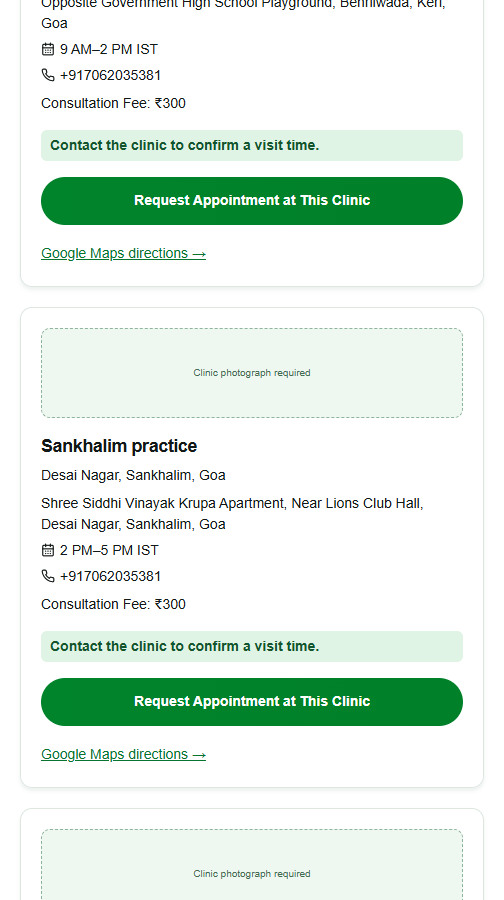 Opposite Government High School Playground, Behriwada, Keri,
Goa
9 AM–2 PM IST
+917062035381
Consultation Fee: ₹300
Contact the clinic to confirm a visit time.
Request Appointment at This Clinic
Google Maps directions →
Clinic photograph required
Sankhalim practice
Desai Nagar, Sankhalim, Goa
Shree Siddhi Vinayak Krupa Apartment, Near Lions Club Hall,
Desai Nagar, Sankhalim, Goa
2 PM–5 PM IST
+917062035381
Consultation Fee: ₹300
Contact the clinic to confirm a visit time.
Request Appointment at This Clinic
Google Maps directions →
Clinic photograph required